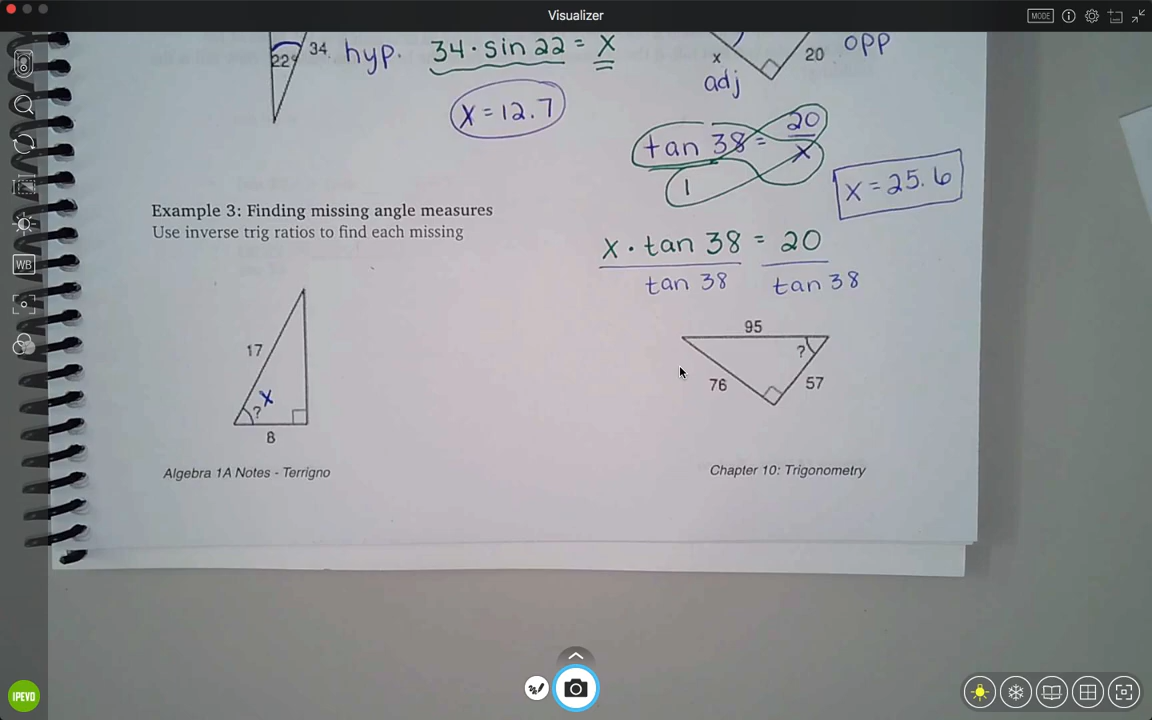 Visualizer
MODE
34 hyp. 34 · sin 22 = x
22°
x = 12.7
x 20 opp
adj
tan 38 = 20
x
1
x = 25.6
Example 3: Finding missing angle measures
Use inverse trig ratios to find each missing
x · tan 38 = 20
tan 38 tan 38
17
x
?
8
95
?
76 57
Algebra 1A Notes - Terrigno
Chapter 10: Trigonometry
WB
IPEVO